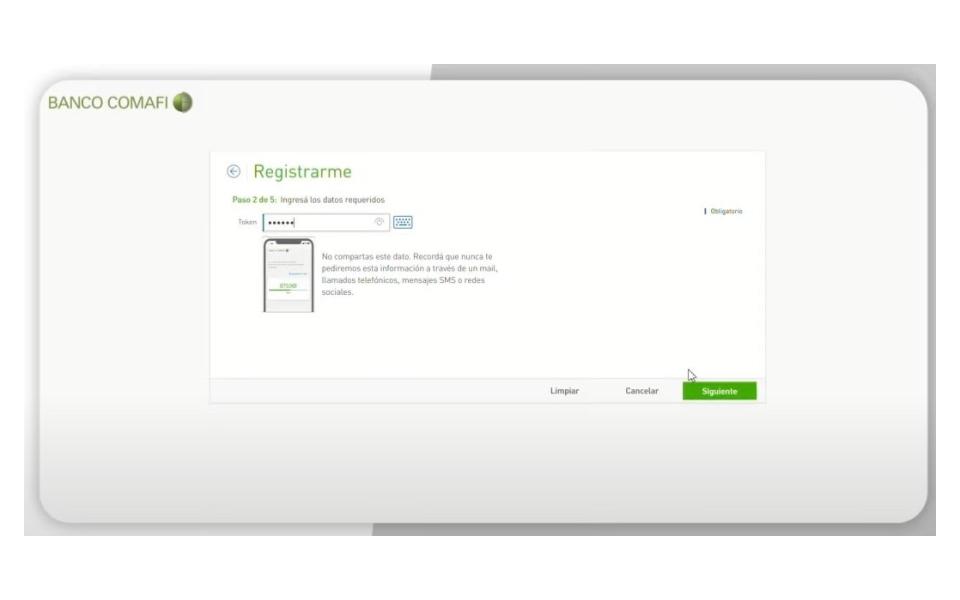 BANCO COMAFI
Registrarme
Paso 2 de 5: Ingresá los datos requeridos
Obligatorio
Token ••••••
No compartas este dato. Recordá que nunca te
pediremos esta información a través de un mail,
llamados telefónicos, mensajes SMS o redes
sociales.
Limpiar Cancelar Siguiente